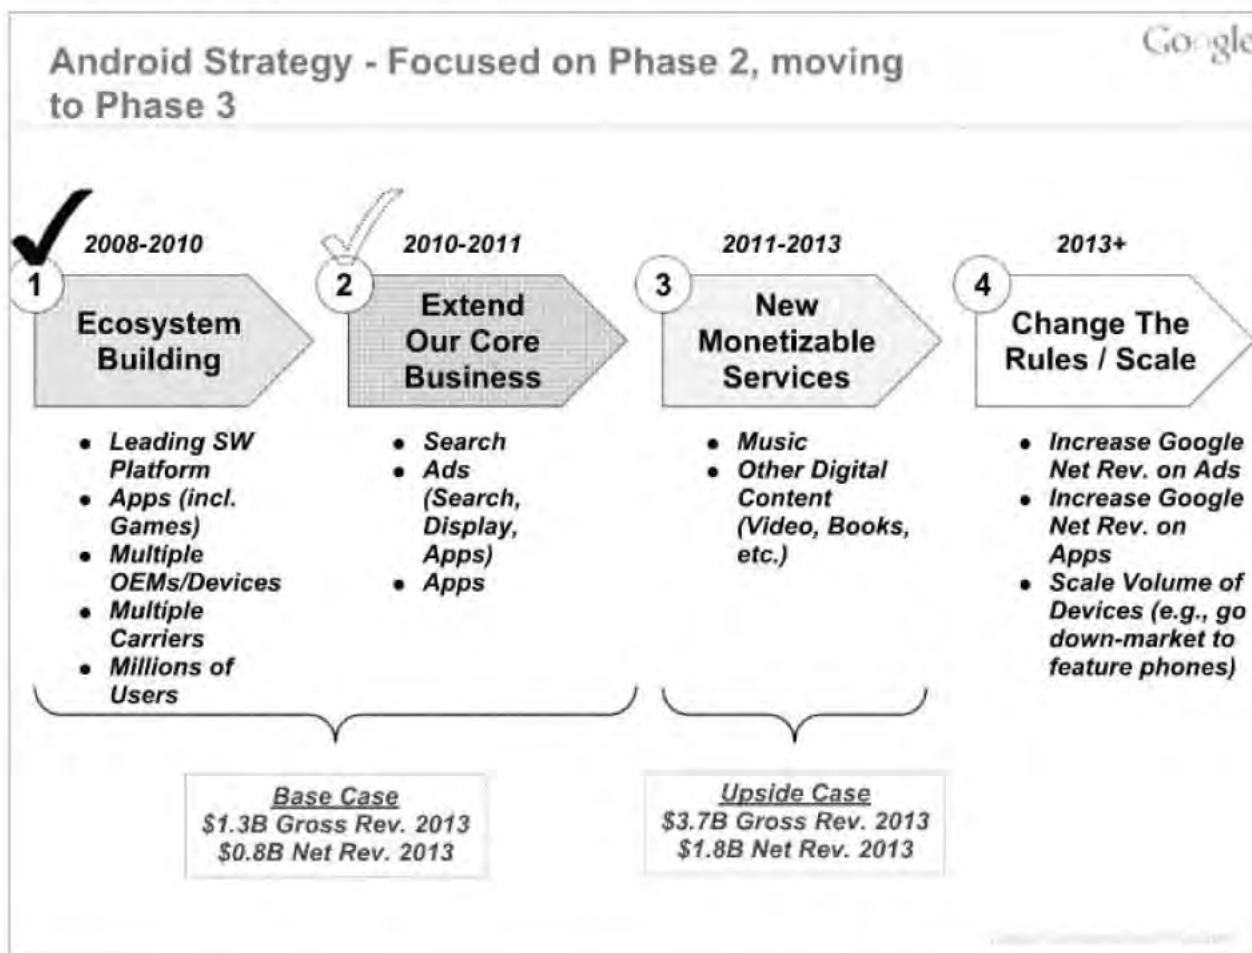 Google
Android Strategy - Focused on Phase 2, moving
to Phase 3
2008-2010
1
Ecosystem
Building
● Leading SW
Platform
● Apps (incl.
Games)
● Multiple
OEMs/Devices
● Multiple
Carriers
● Millions of
Users
2010-2011
2
Extend
Our Core
Business
● Search
● Ads
(Search,
Display,
Apps)
● Apps
2011-2013
3
New
Monetizable
Services
● Music
● Other Digital
Content
(Video, Books,
etc.)
2013+
4
Change The
Rules / Scale
● Increase Google
Net Rev. on Ads
● Increase Google
Net Rev. on
Apps
● Scale Volume of
Devices (e.g., go
down-market to
feature phones)
Base Case
$1.3B Gross Rev. 2013
$0.8B Net Rev. 2013
Upside Case
$3.7B Gross Rev. 2013
$1.8B Net Rev. 2013